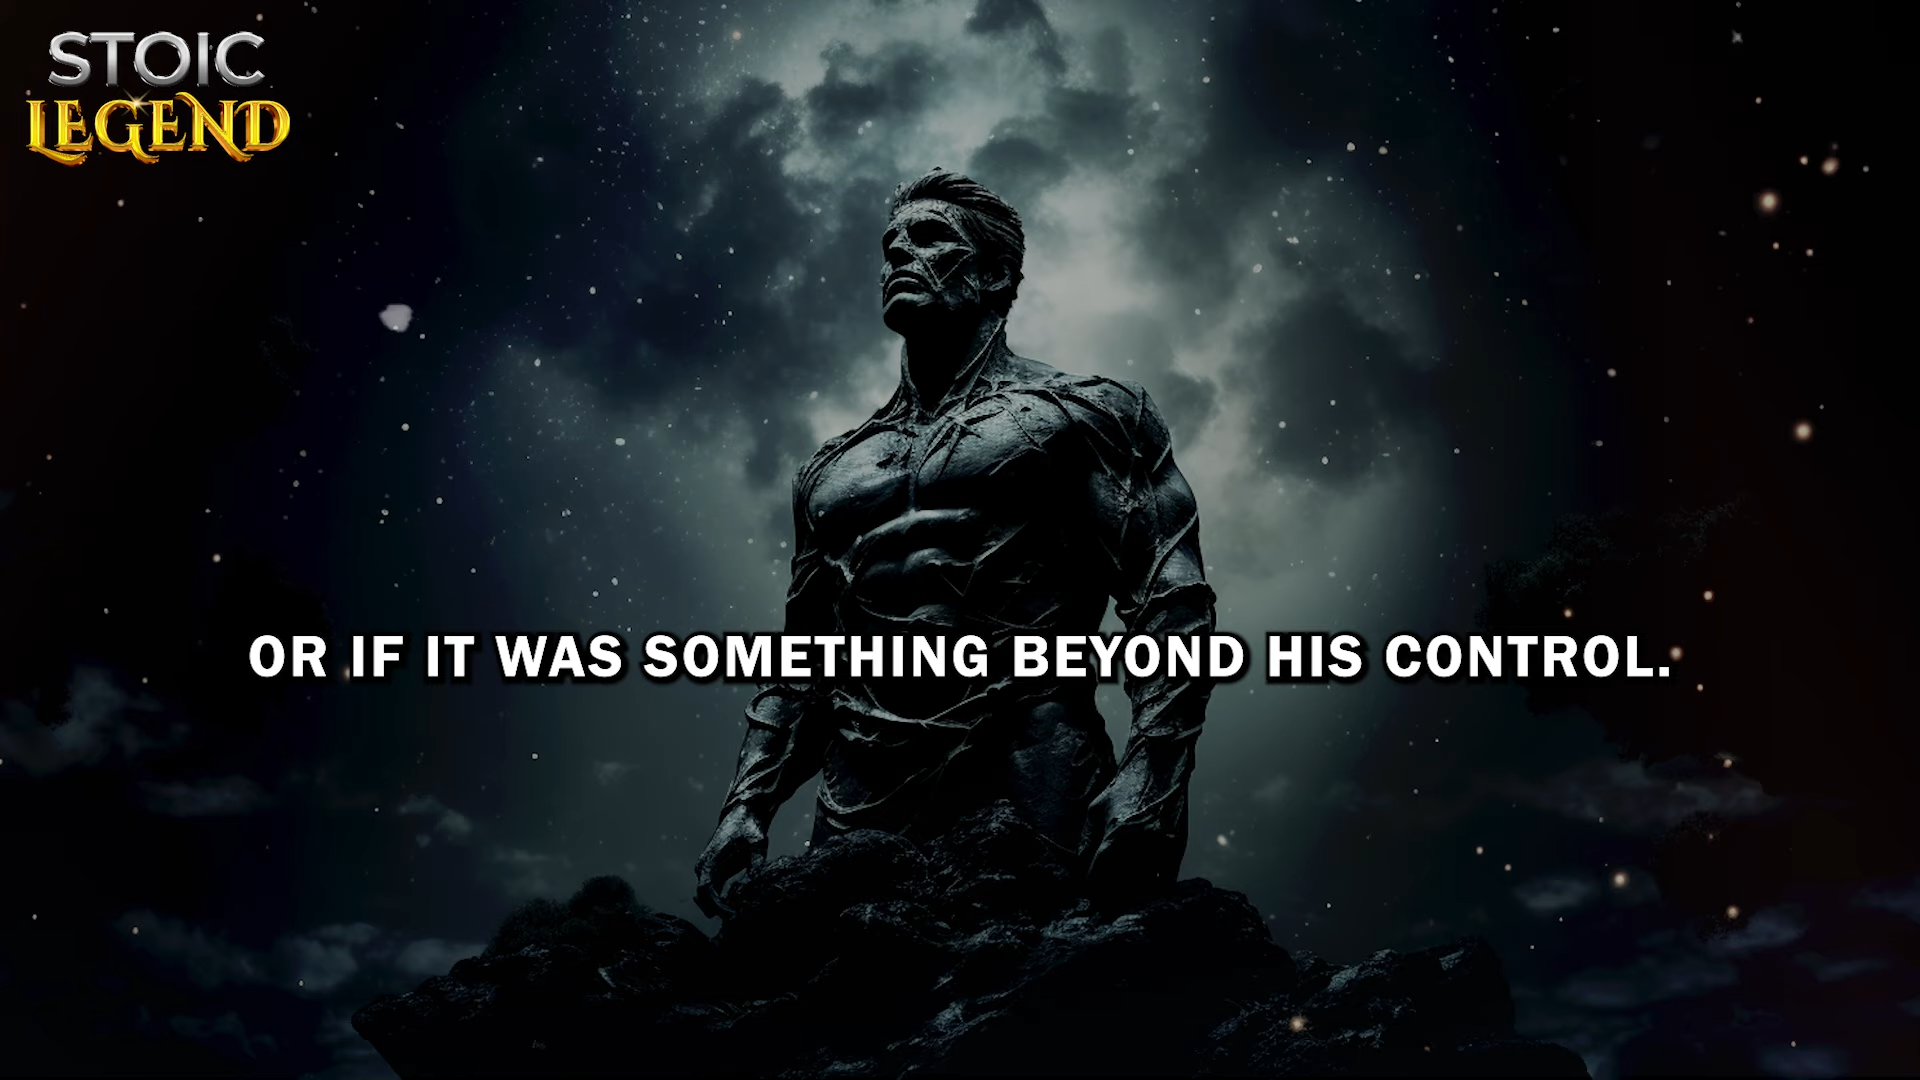 STOIC
LEGEND
OR IF IT WAS SOMETHING BEYOND HIS CONTROL.